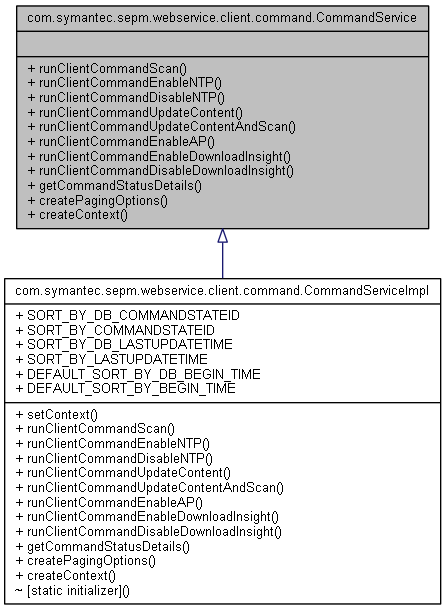 com.symantec.sepm.webservice.client.command.CommandService
+ runClientCommandScan()
+ runClientCommandEnableNTP()
+ runClientCommandDisableNTP()
+ runClientCommandUpdateContent()
+ runClientCommandUpdateContentAndScan()
+ runClientCommandEnableAP()
+ runClientCommandEnableDownloadInsight()
+ runClientCommandDisableDownloadInsight()
+ getCommandStatusDetails()
+ createPagingOptions()
+ createContext()
com.symantec.sepm.webservice.client.command.CommandServiceImpl
+ SORT_BY_DB_COMMANDSTATEID
+ SORT_BY_COMMANDSTATEID
+ SORT_BY_DB_LASTUPDATETIME
+ SORT_BY_LASTUPDATETIME
+ DEFAULT_SORT_BY_DB_BEGIN_TIME
+ DEFAULT_SORT_BY_BEGIN_TIME
+ setContext()
+ runClientCommandScan()
+ runClientCommandEnableNTP()
+ runClientCommandDisableNTP()
+ runClientCommandUpdateContent()
+ runClientCommandUpdateContentAndScan()
+ runClientCommandEnableAP()
+ runClientCommandEnableDownloadInsight()
+ runClientCommandDisableDownloadInsight()
+ getCommandStatusDetails()
+ createPagingOptions()
+ createContext()
~ [static initializer]()